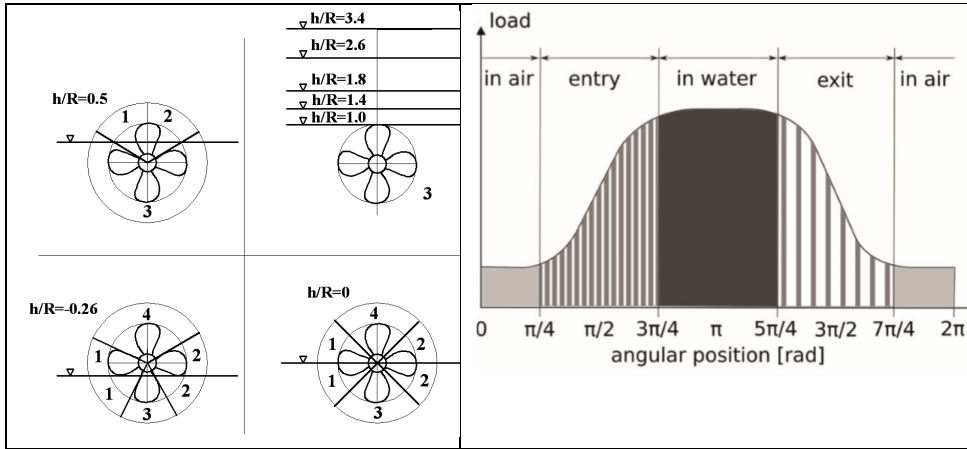 h/R=3.4
h/R=2.6
h/R=1.8
h/R=1.4
h/R=1.0
3
h/R=0.5
1 2
3
h/R=-0.26
4
1 2
1 2
3
h/R=0
4
1 2
1 2
3
load
in air entry in water exit in air
0 π/4 π/2 3π/4 π 5π/4 3π/2 7π/4 2π
angular position [rad]